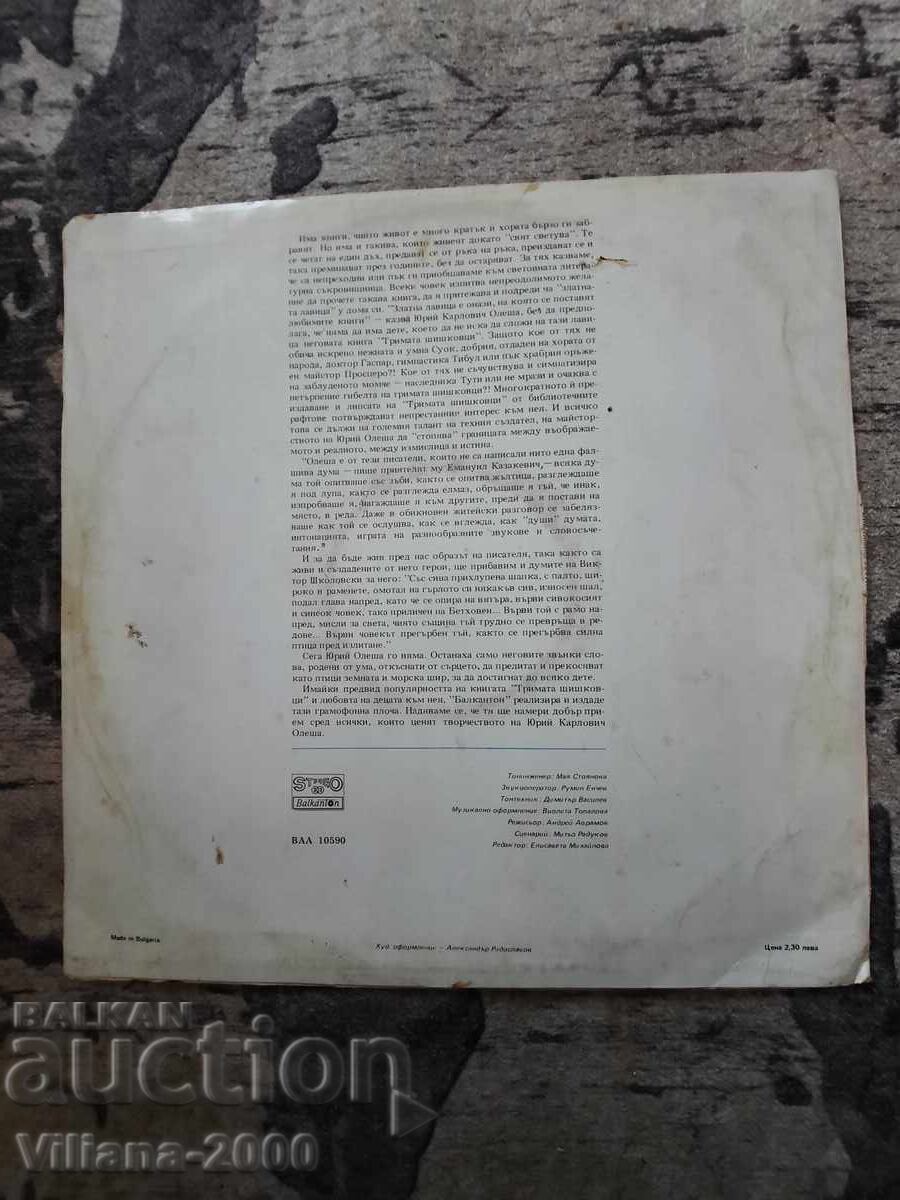 Има книги, чийто живот е много кратък и хората бързо ги заб-
равят. Но има и такива, които живеят докато "свят светува". Те
се четат на един дъх, предават се от ръка на ръка, преиздават се и
така преминават през годините, без да остаряват. За тях казваме,
че са непреходни или пък ги приобщаваме към световната литера-
турна съкровищница. Всеки човек изпитва непреодолимото жела-
ние да прочете такава книга, да я притежава и подреди на "златна-
та лавица" у дома си. "Златна лавица е онази, на която се поставят
любимите книги" — казва Юрий Карлович Олеша, без да предпо-
лага, че няма да има дете, което да не иска да сложи на тази лави-
ца неговата книга "Тримата шишковци". Защото кое от тях не
обича искрено нежната и умна Суок, добрия, отдаден на хората от
народа, доктор Гаспар, гимнастика Тибул или пък храбрия оръже-
ен майстор Просперо?! Кое от тях не съчувствува и симпатизира
на заблуденото момче — наследника Тути или не мрази и очаква с
нетърпение гибелта на тримата шишковци?! Многократното й пре-
издаване и липсата на "Тримата шишковци" от библиотечните
рафтове потвърждават непрестанние интерес към нея. И всичко
това се дължи на големия талант на техния създател, на майстор-
ството на Юрий Олеша да "стопява" границата между въображае-
мото и реалното, между измислица и истина.
"Олеша е от тези писатели, които не са написали нито една фал-
шива дума — пише приятелят му Емануил Казакевич, — всяка ду-
ма той опитваше със зъби, както се опитва жълтица, разглеждаше
я под лупа, както се разглежда елмаз, обръщаше я тъй, че инак,
изпробваше я, нагаждаше я към другите, преди да я постави на
място, в реда. Даже в обикновен житейски разговор се забеляз-
ваше как той се ослушва, как се вглежда, как "души" думата,
интонацията, играта на разнообразните звукове и словосъче-
тания."
И за да бъде жив пред нас образът на писателя, така както са
живи и създадените от него герои, ще прибавим и думите на Вик-
тор Шкловски за него: "Със сива прихлупена шапка, с палто, ши-
роко в раменете, омотал на гърлото си някакъв сив, износен шал,
подал глава напред, като че се опира на вятъра, върви сивокосият
и синеок човек, така приличен на Бетховен... Върви той с рамо на-
пред, мисли за света, чиято същина тъй трудно се превръща в ре-
дове... Върви човекът прегърбен тъй, както се прегърбва силна
птица пред излитане."
Сега Юрий Олеша го няма. Останаха само неговите звънки сло-
ва, родени от ума, откъснати от сърцето, да прелитат и прекосяват
като птици земната и морска шир, за да достигнат до всяко дете.
Имайки предвид популярността на книгата "Тримата шишков-
ци" и любовта на децата към нея, "Балкантон" реализира и издаде
тази грамофонна плоча. Надяваме се, че тя ще намери добър при-
ем сред всички, които ценят творчеството на Юрий Карлович
Олеша.
STEREO
Balkanton
ВАА 10590
Тонинженер: Мая Стоянова
Звукооператор: Румен Енчев
Тонтехник: Димитър Василев
Музикално оформление: Виолета Топалова
Режисьор: Андрей Аврамов
Сценарий: Митьо Радуков
Редактор: Елисавета Михайлова
Made in Bulgaria
Худ. оформление — Александър
Цена 2,30 лева
BALKAN
auction
Viliana-2000